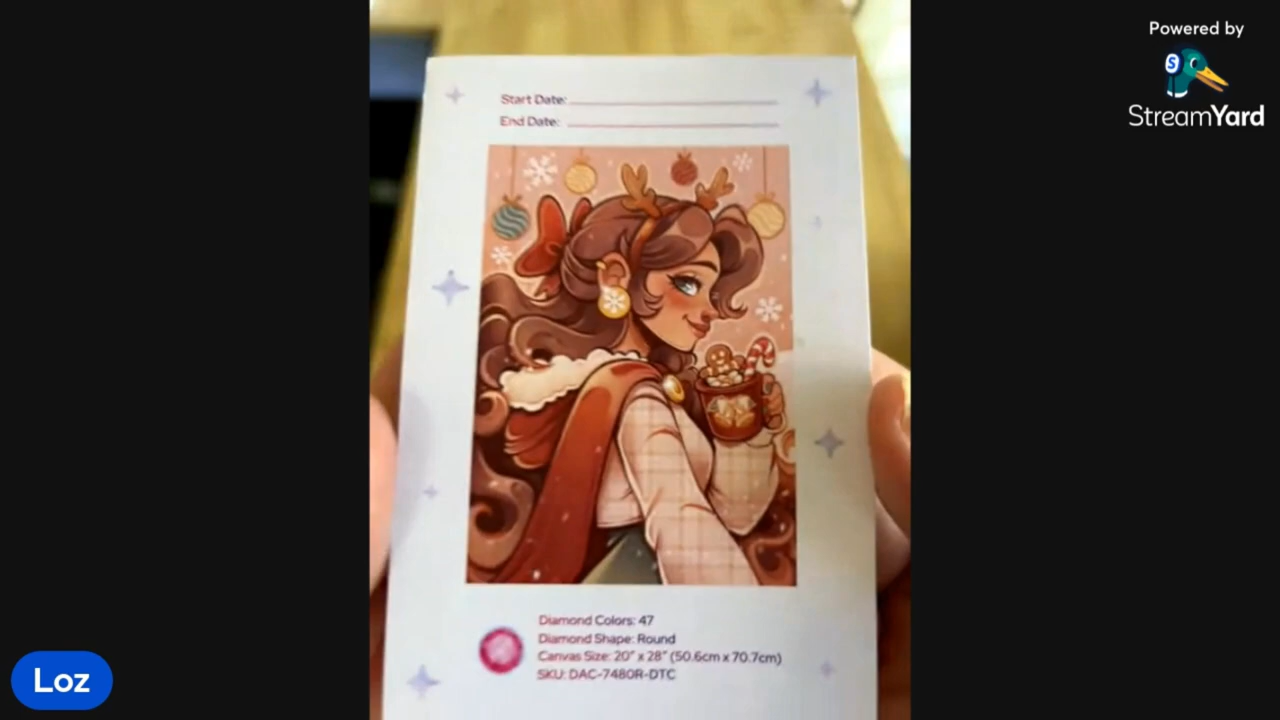 Powered by
StreamYard
Start Date:
End Date:
Diamond Colors: 47
Diamond Shape: Round
Canvas Size: 20" x 28" (50.6cm x 70.7cm)
SKU: DAC-7480R-DTC
Loz